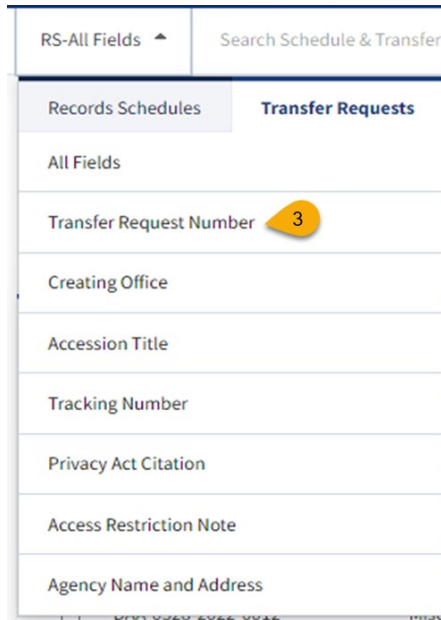 RS-All Fields Search Schedule & Transfer
Records Schedules Transfer Requests
All Fields
Transfer Request Number 3
Creating Office
Accession Title
Tracking Number
Privacy Act Citation
Access Restriction Note
Agency Name and Address